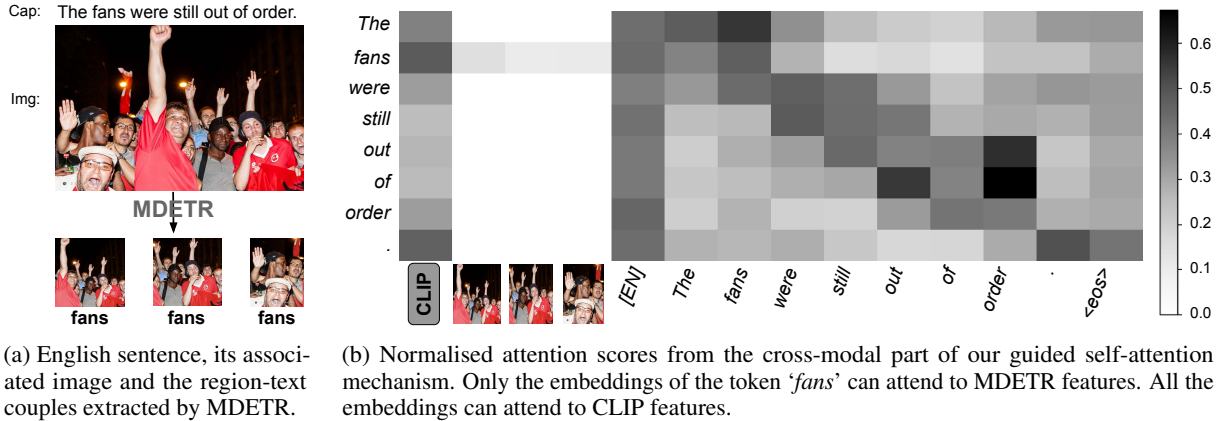 Cap: The fans were still out of order.
Img:
MDETR
fans fans fans
The
fans
were
still
out
of
order
.
CLIP
[EN] The fans were still out of order . <eos>
0.6
0.5
0.4
0.3
0.2
0.1
0.0
(a) English sentence, its associ-
ated image and the region-text
couples extracted by MDETR.
(b) Normalised attention scores from the cross-modal part of our guided self-attention
mechanism. Only the embeddings of the token ‘fans’ can attend to MDETR features. All the
embeddings can attend to CLIP features.